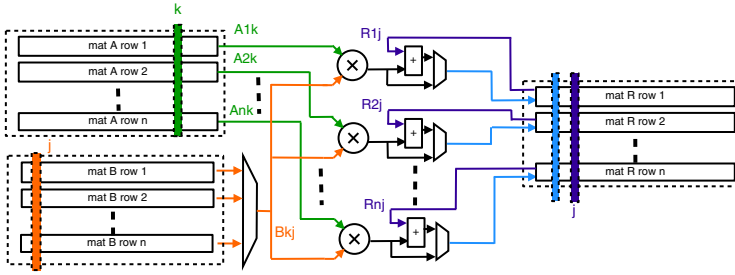 k
mat A row 1
mat A row 2
mat A row n
A1k
A2k
Ank
j
mat B row 1
mat B row 2
mat B row n
Bkj
×
×
×
R1j
+
R2j
+
Rnj
+
mat R row 1
mat R row 2
mat R row n
j